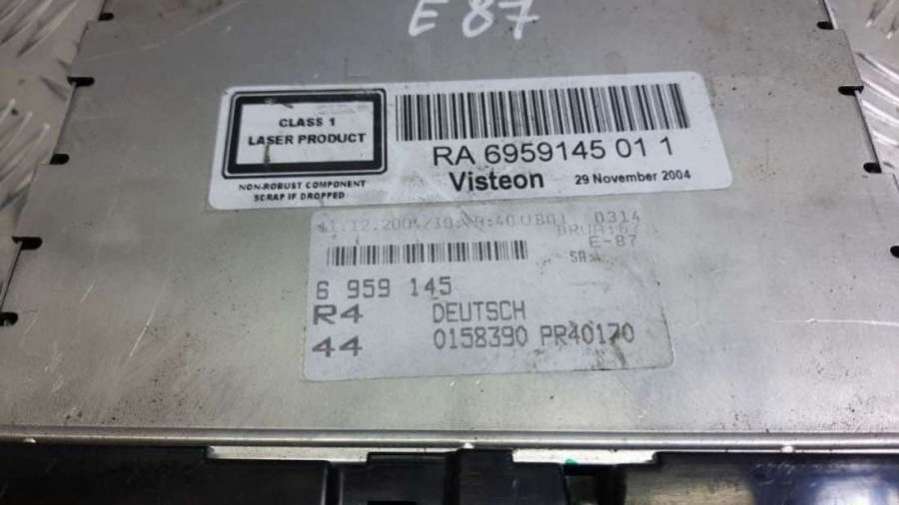 E 87
CLASS 1
LASER PRODUCT
NON-ROBUST COMPONENT
SCRAP IF DROPPED
RA 6959145 01 1
Visteon 29 November 2004
0314
E-87
SA:
6 959 145
R4 DEUTSCH
44 0158390 PR40170